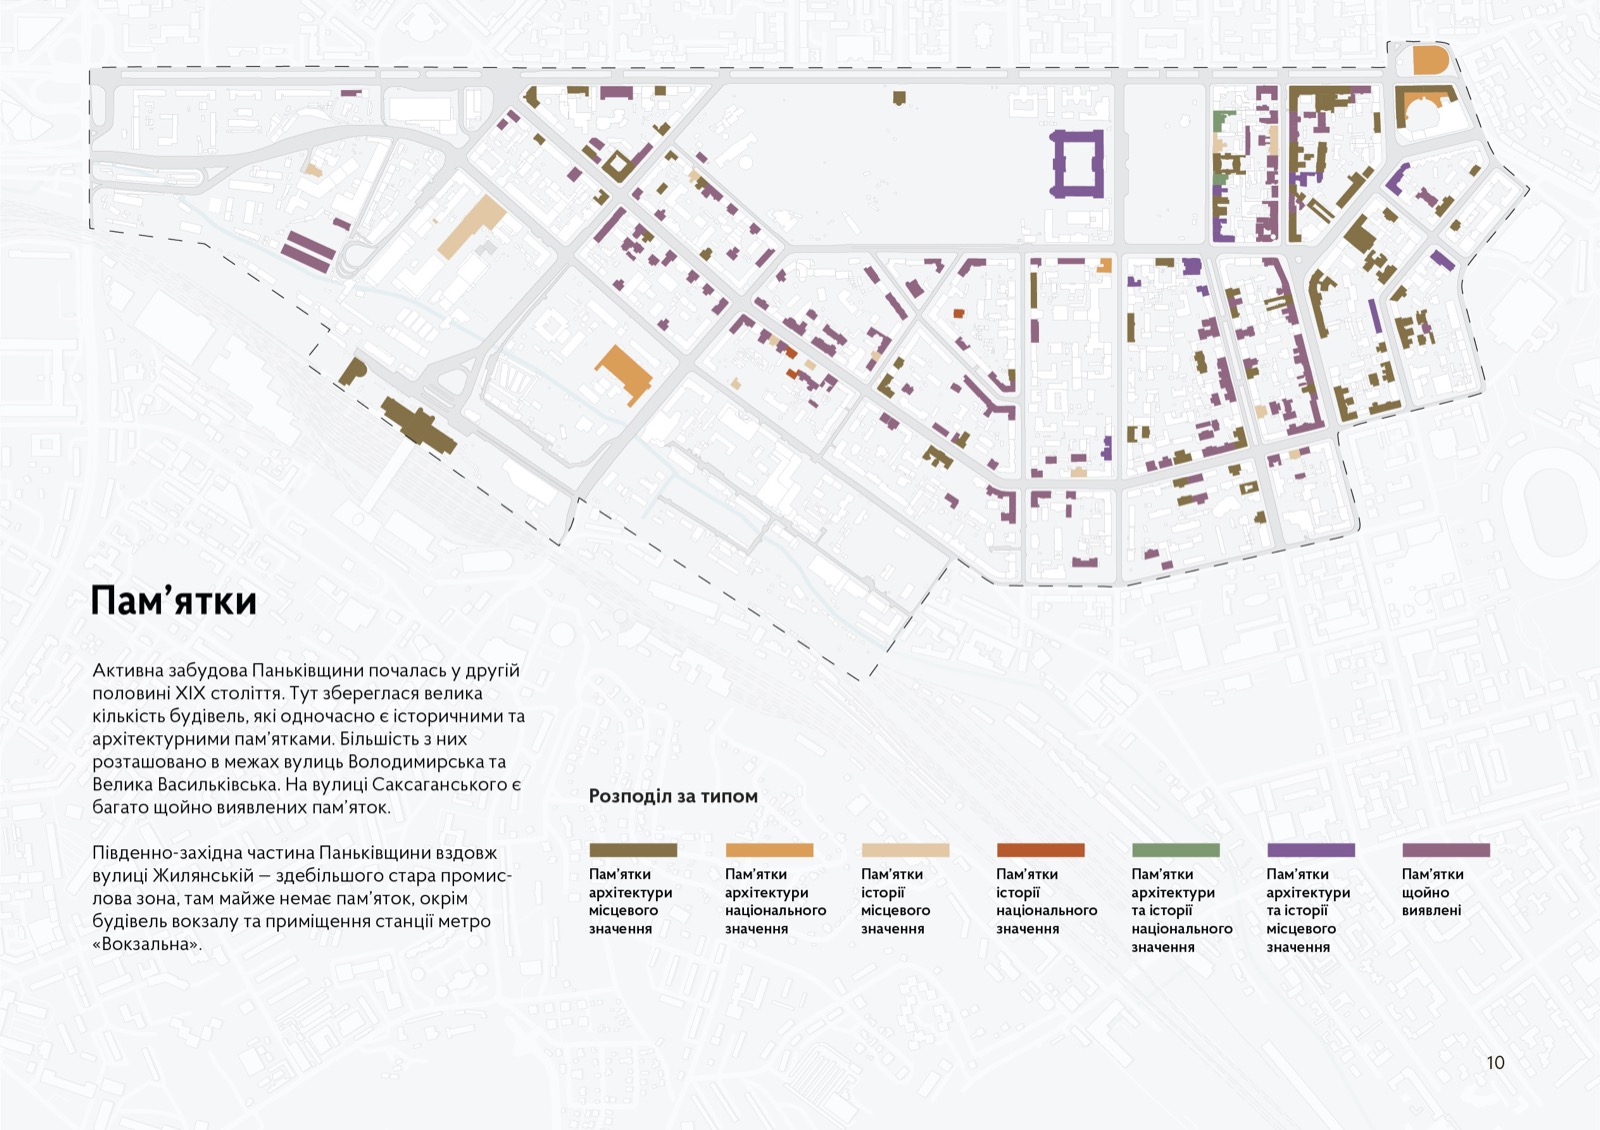 Пам’ятки
Активна забудова Паньківщини почалась у другій
половині XIX століття. Тут збереглася велика
кількість будівель, які одночасно є історичними та
архітектурними пам’ятками. Більшість з них
розташовано в межах вулиць Володимирська та
Велика Васильківська. На вулиці Саксаганського є
багато щойно виявлених пам’яток.
Південно-західна частина Паньківщини вздовж
вулиці Жилянській — здебільшого стара промис-
лова зона, там майже немає пам’яток, окрім
будівель вокзалу та приміщення станції метро
«Вокзальна».
Розподіл за типом
Пам’ятки
архітектури
місцевого
значення
Пам’ятки
архітектури
національного
значення
Пам’ятки
історії
місцевого
значення
Пам’ятки
історії
національного
значення
Пам’ятки
архітектури
та історії
національного
значення
Пам’ятки
архітектури
та історії
місцевого
значення
Пам’ятки
щойно
виявлені
10